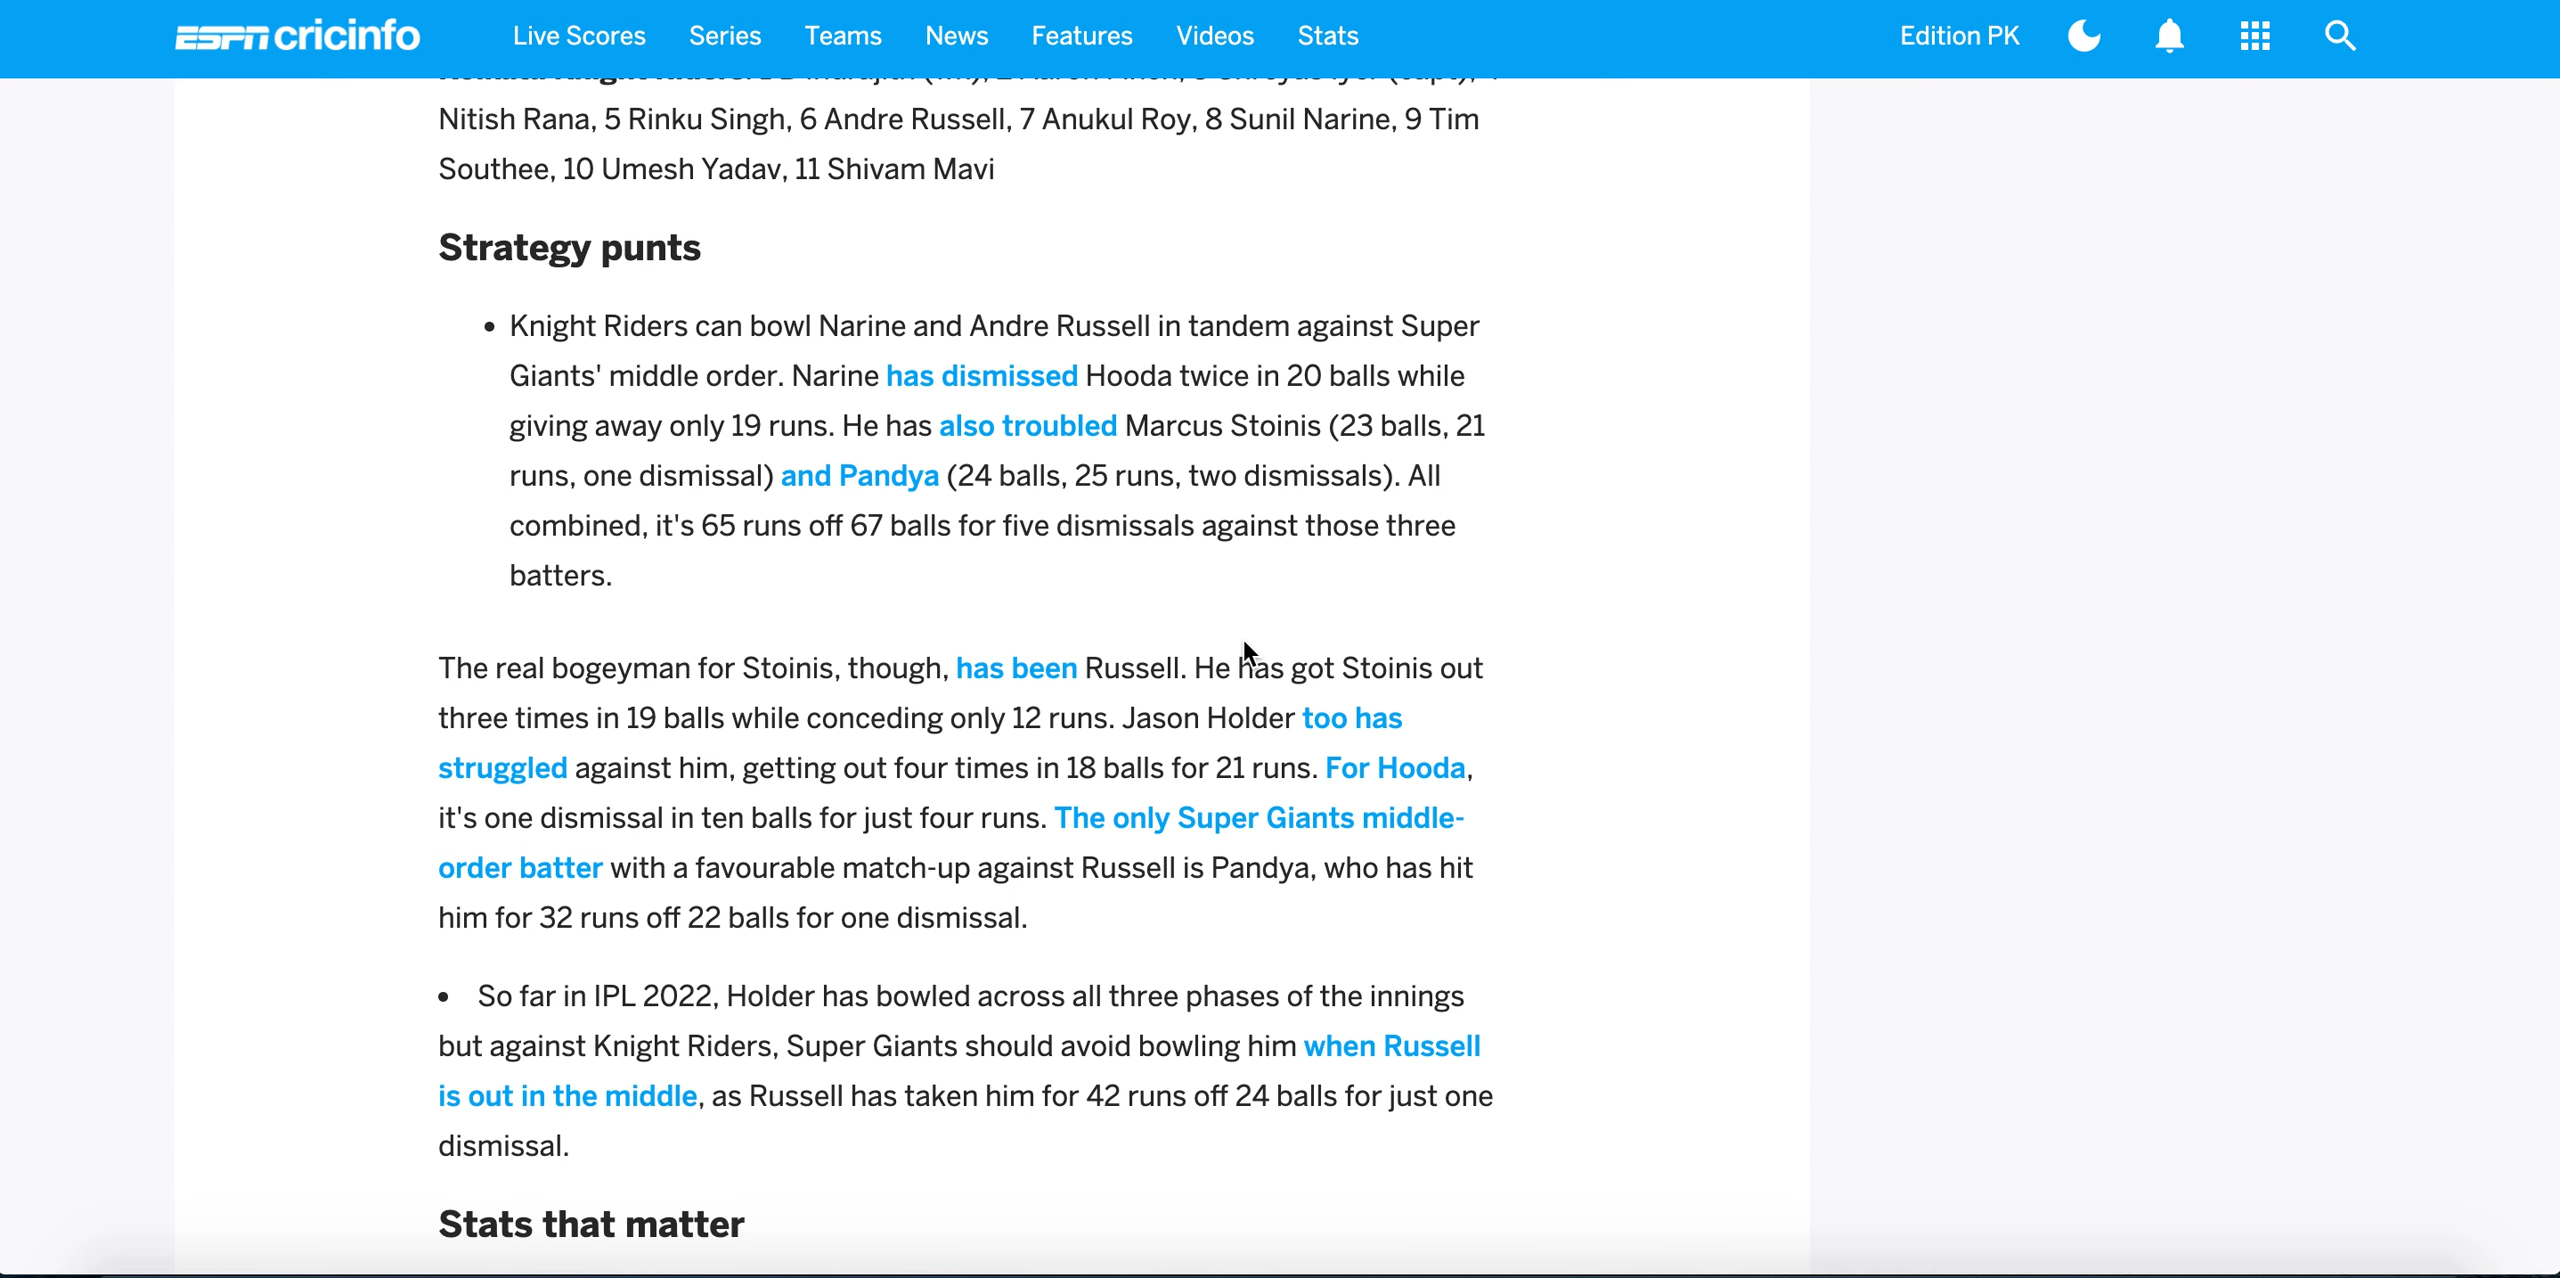 ESPN cricinfo Live Scores Series Teams News Features Videos Stats Edition PK
Nitish Rana, 5 Rinku Singh, 6 Andre Russell, 7 Anukul Roy, 8 Sunil Narine, 9 Tim
Southee, 10 Umesh Yadav, 11 Shivam Mavi
Strategy punts
• Knight Riders can bowl Narine and Andre Russell in tandem against Super
Giants' middle order. Narine has dismissed Hooda twice in 20 balls while
giving away only 19 runs. He has also troubled Marcus Stoinis (23 balls, 21
runs, one dismissal) and Pandya (24 balls, 25 runs, two dismissals). All
combined, it's 65 runs off 67 balls for five dismissals against those three
batters.
The real bogeyman for Stoinis, though, has been Russell. He has got Stoinis out
three times in 19 balls while conceding only 12 runs. Jason Holder too has
struggled against him, getting out four times in 18 balls for 21 runs. For Hooda,
it's one dismissal in ten balls for just four runs. The only Super Giants middle-
order batter with a favourable match-up against Russell is Pandya, who has hit
him for 32 runs off 22 balls for one dismissal.
• So far in IPL 2022, Holder has bowled across all three phases of the innings
but against Knight Riders, Super Giants should avoid bowling him when Russell
is out in the middle, as Russell has taken him for 42 runs off 24 balls for just one
dismissal.
Stats that matter